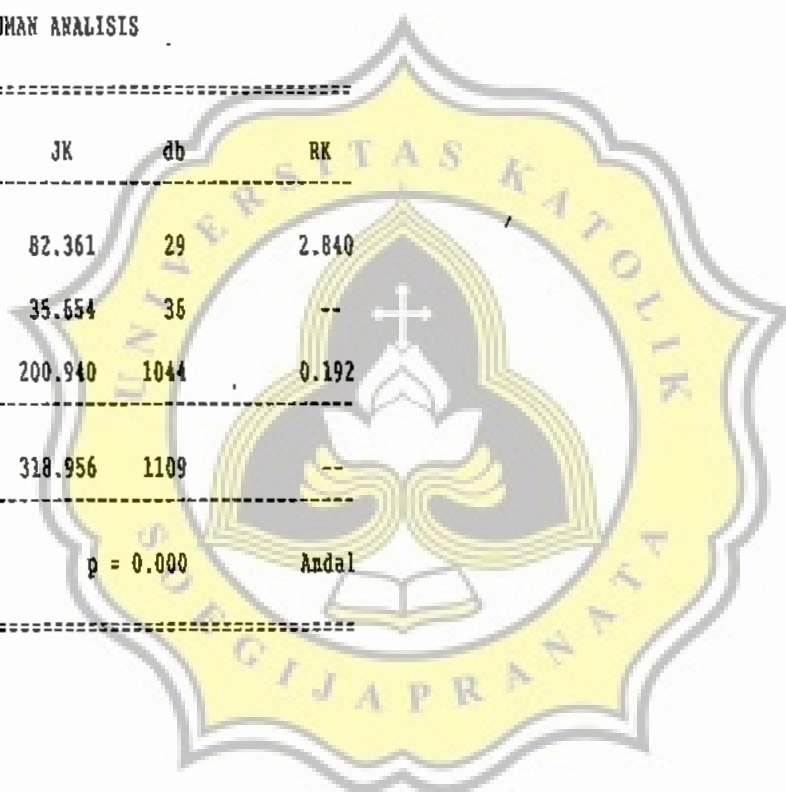 ANALISIS
JK db RK
82.361 29 2.840
35.654 36 --
200.940 1044 0.192
318.956 1109 --
p = 0.000 Andal
UNIVERSITAS KATOLIK
SOEGIJAPRANATA